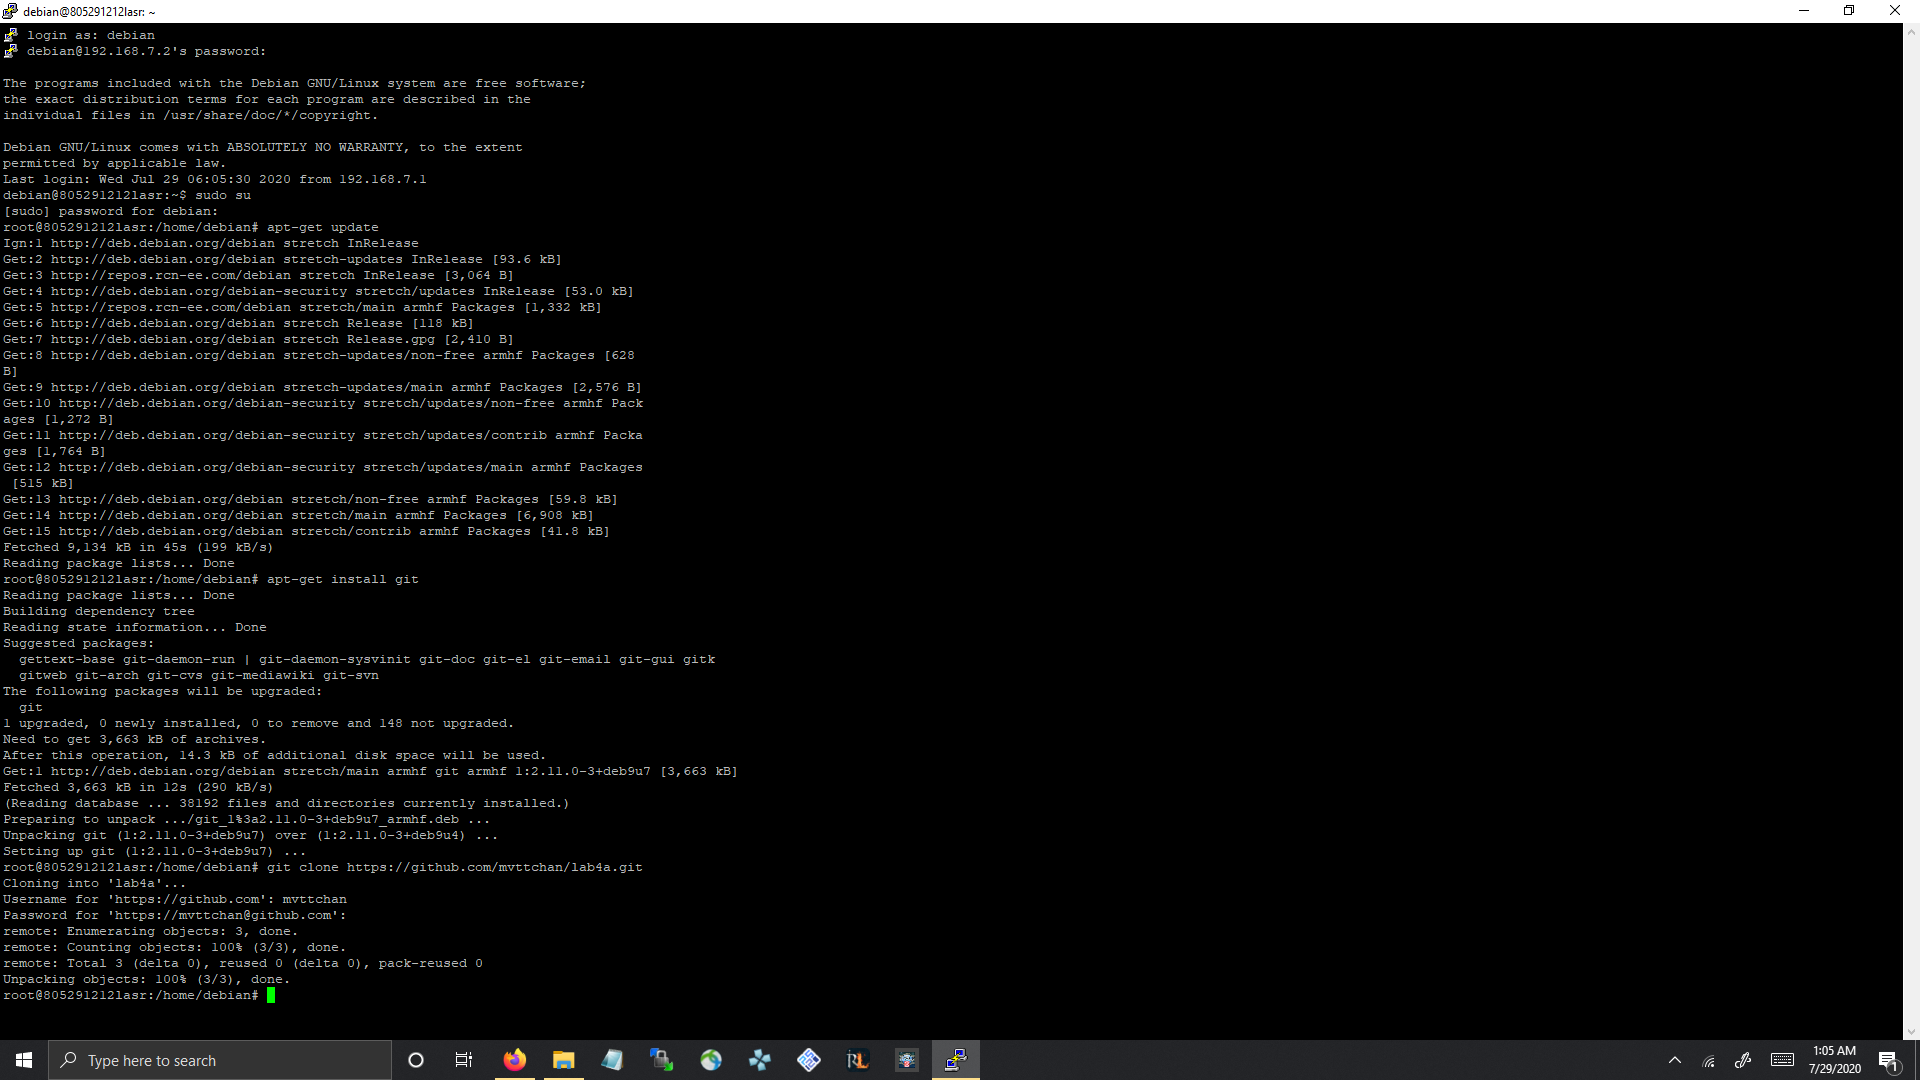 debian@805291212lasr: ~
login as: debian
debian@192.168.7.2's password:
The programs included with the Debian GNU/Linux system are free software;
the exact distribution terms for each program are described in the
individual files in /usr/share/doc/*/copyright.
Debian GNU/Linux comes with ABSOLUTELY NO WARRANTY, to the extent
permitted by applicable law.
Last login: Wed Jul 29 06:05:30 2020 from 192.168.7.1
debian@805291212lasr:~$ sudo su
[sudo] password for debian:
root@805291212lasr:/home/debian# apt-get update
Ign:1 http://deb.debian.org/debian stretch InRelease
Get:2 http://deb.debian.org/debian stretch-updates InRelease [93.6 kB]
Get:3 http://repos.rcn-ee.com/debian stretch InRelease [3,064 B]
Get:4 http://deb.debian.org/debian-security stretch/updates InRelease [53.0 kB]
Get:5 http://repos.rcn-ee.com/debian stretch/main armhf Packages [1,332 kB]
Get:6 http://deb.debian.org/debian stretch Release [118 kB]
Get:7 http://deb.debian.org/debian stretch Release.gpg [2,410 B]
Get:8 http://deb.debian.org/debian stretch-updates/non-free armhf Packages [628
B]
Get:9 http://deb.debian.org/debian stretch-updates/main armhf Packages [2,576 B]
Get:10 http://deb.debian.org/debian-security stretch/updates/non-free armhf Pack
ages [1,272 B]
Get:11 http://deb.debian.org/debian-security stretch/updates/contrib armhf Packa
ges [1,764 B]
Get:12 http://deb.debian.org/debian-security stretch/updates/main armhf Packages
[515 kB]
Get:13 http://deb.debian.org/debian stretch/non-free armhf Packages [59.8 kB]
Get:14 http://deb.debian.org/debian stretch/main armhf Packages [6,908 kB]
Get:15 http://deb.debian.org/debian stretch/contrib armhf Packages [41.8 kB]
Fetched 9,134 kB in 45s (199 kB/s)
Reading package lists... Done
root@805291212lasr:/home/debian# apt-get install git
Reading package lists... Done
Building dependency tree
Reading state information... Done
Suggested packages:
gettext-base git-daemon-run | git-daemon-sysvinit git-doc git-el git-email git-gui gitk
gitweb git-arch git-cvs git-mediawiki git-svn
The following packages will be upgraded:
git
1 upgraded, 0 newly installed, 0 to remove and 148 not upgraded.
Need to get 3,663 kB of archives.
After this operation, 14.3 kB of additional disk space will be used.
Get:1 http://deb.debian.org/debian stretch/main armhf git armhf 1:2.11.0-3+deb9u7 [3,663 kB]
Fetched 3,663 kB in 12s (290 kB/s)
(Reading database ... 38192 files and directories currently installed.)
Preparing to unpack .../git_1%3a2.11.0-3+deb9u7_armhf.deb ...
Unpacking git (1:2.11.0-3+deb9u7) over (1:2.11.0-3+deb9u4) ...
Setting up git (1:2.11.0-3+deb9u7) ...
root@805291212lasr:/home/debian# git clone https://github.com/mvttchan/lab4a.git
Cloning into 'lab4a'...
Username for 'https://github.com': mvttchan
Password for 'https://mvttchan@github.com':
remote: Enumerating objects: 3, done.
remote: Counting objects: 100% (3/3), done.
remote: Total 3 (delta 0), reused 0 (delta 0), pack-reused 0
Unpacking objects: 100% (3/3), done.
root@805291212lasr:/home/debian#
Type here to search
RL
1:05 AM
7/29/2020
1